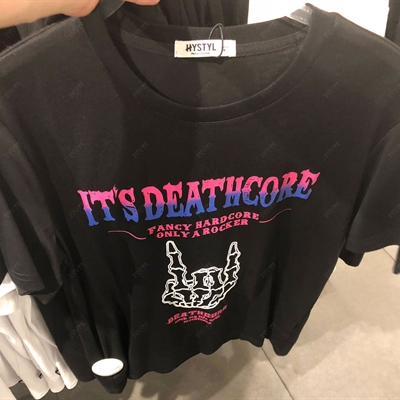 HYSTYL
IT'S DEATHCORE
FANCY HARDCORE
ONLY A ROCKER